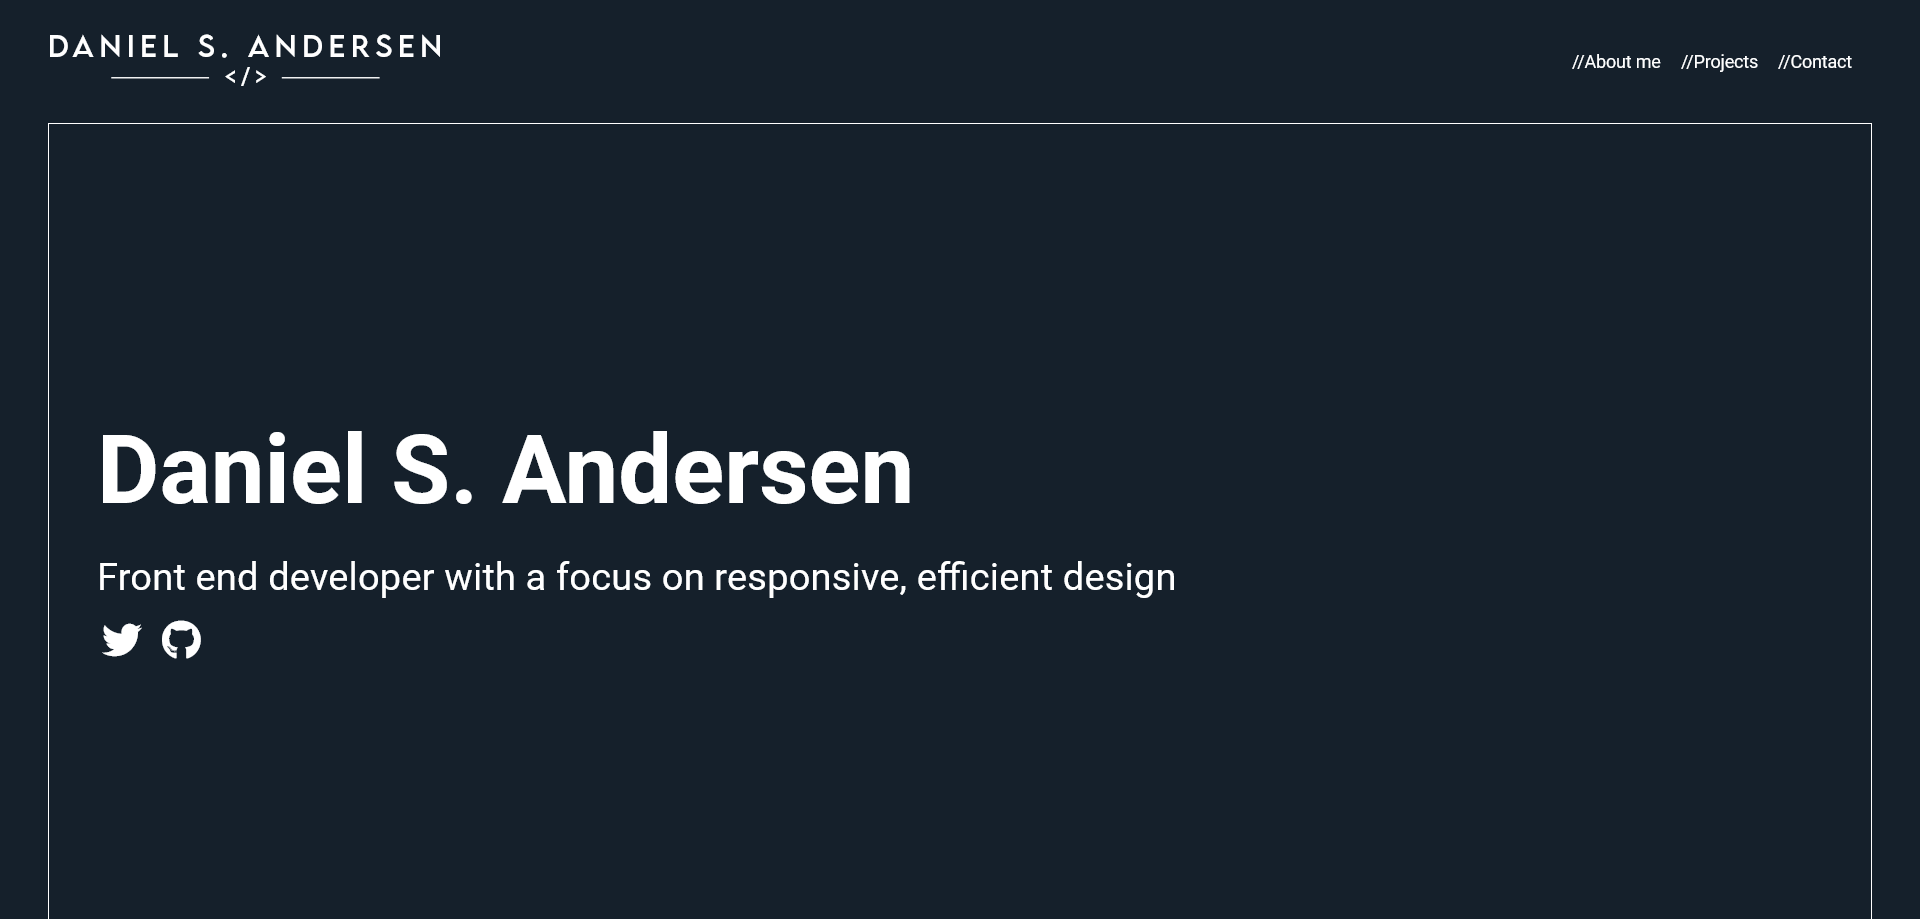 DANIEL S. ANDERSEN
</>
//About me //Projects //Contact
Daniel S. Andersen
Front end developer with a focus on responsive, efficient design